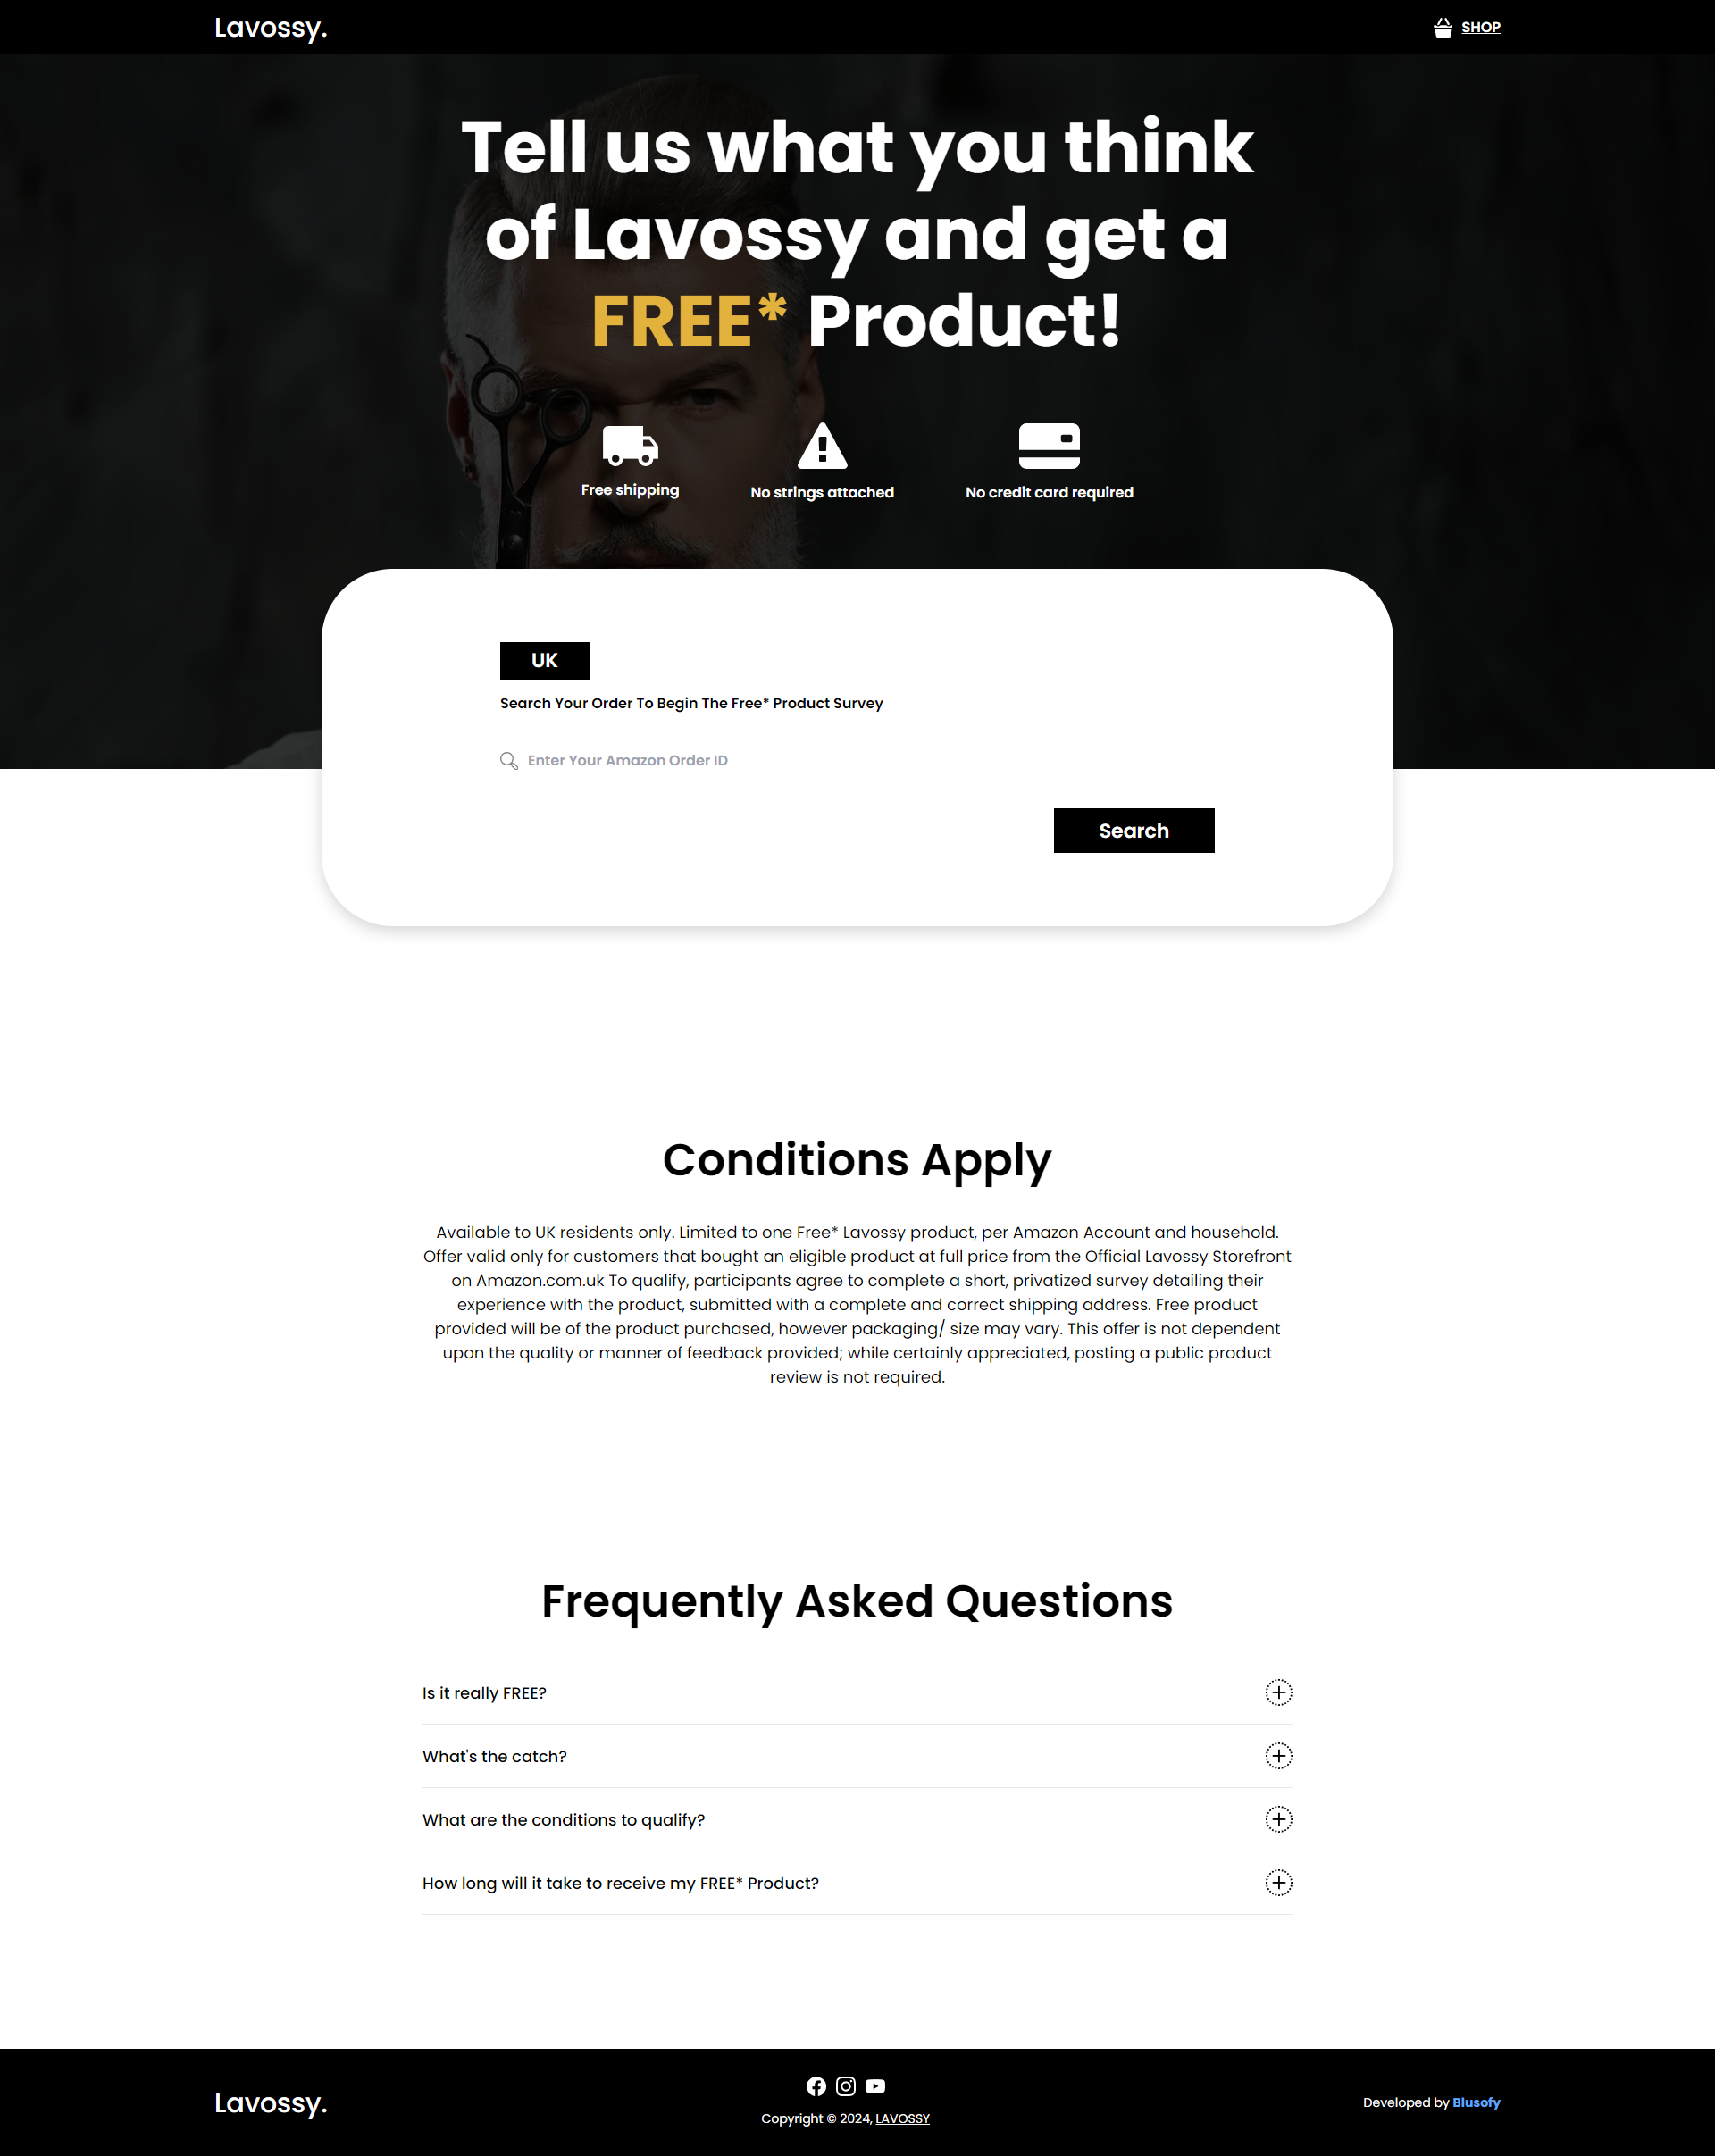 Lavossy.
SHOP
Tell us what you think
of Lavossy and get a
FREE* Product!
Free shipping
No strings attached
No credit card required
UK
Search Your Order To Begin The Free* Product Survey
Enter Your Amazon Order ID
Search
Conditions Apply
Available to UK residents only. Limited to one Free* Lavossy product, per Amazon Account and household.
Offer valid only for customers that bought an eligible product at full price from the Official Lavossy Storefront
on Amazon.com.uk To qualify, participants agree to complete a short, privatized survey detailing their
experience with the product, submitted with a complete and correct shipping address. Free product
provided will be of the product purchased, however packaging/ size may vary. This offer is not dependent
upon the quality or manner of feedback provided; while certainly appreciated, posting a public product
review is not required.
Frequently Asked Questions
Is it really FREE?
What's the catch?
What are the conditions to qualify?
How long will it take to receive my FREE* Product?
Lavossy.
Copyright © 2024, LAVOSSY
Developed by Blusofy